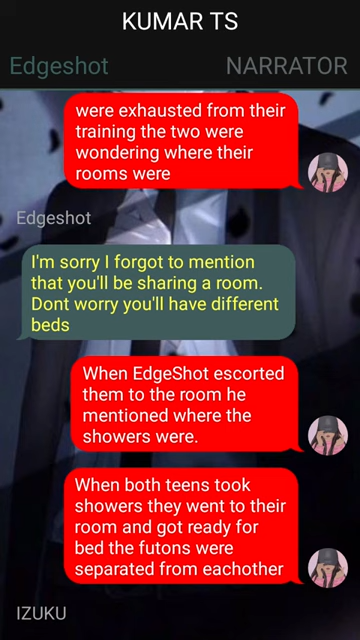 KUMAR TS
Edgeshot NARRATOR
were exhausted from their
training the two were
wondering where their
rooms were
Edgeshot
I'm sorry I forgot to mention
that you'll be sharing a room.
Dont worry you'll have different
beds
When EdgeShot escorted
them to the room he
mentioned where the
showers were.
When both teens took
showers they went to their
room and got ready for
bed the futons were
separated from eachother
IZUKU